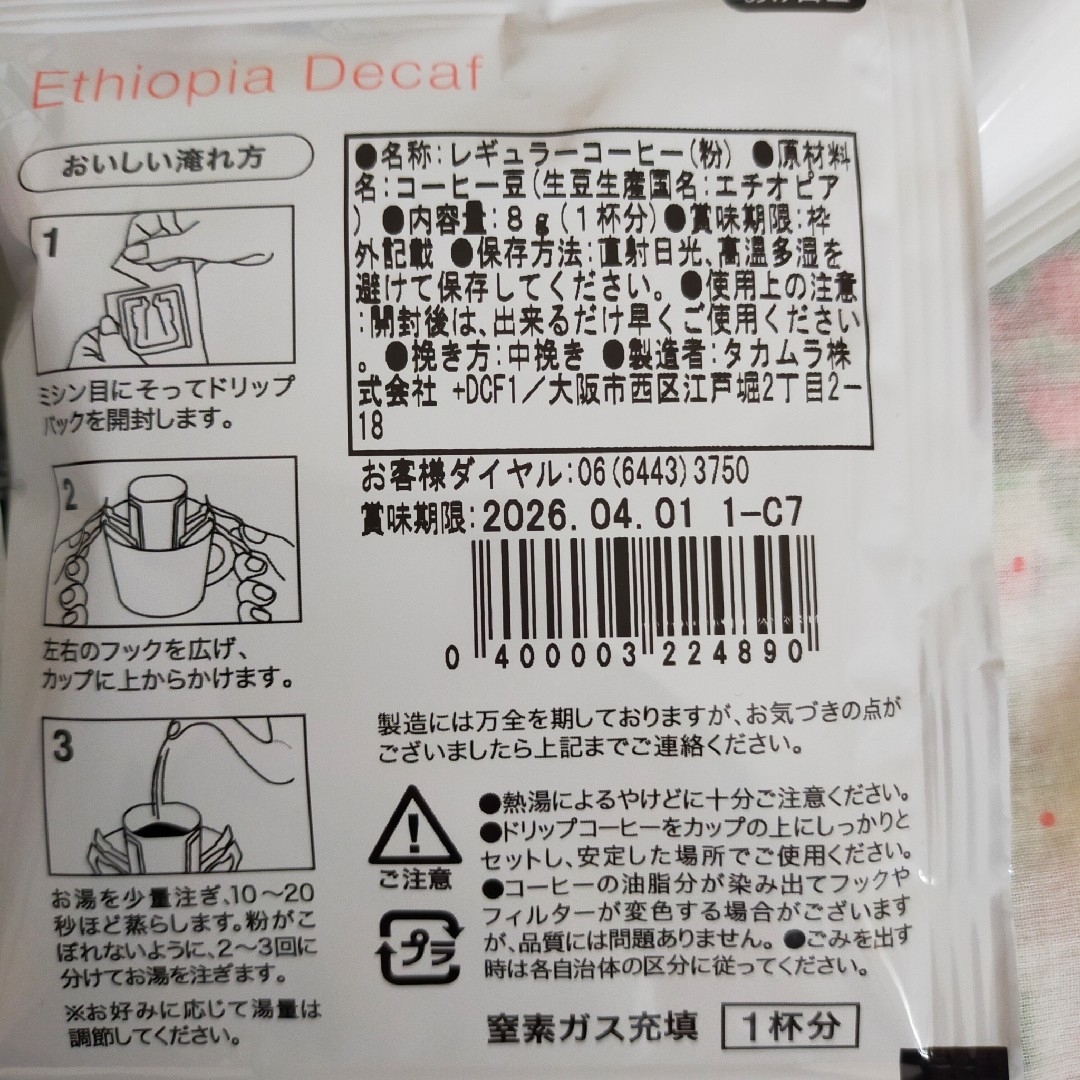 Ethiopia Decaf
おいしい淹れ方
1
ミシン目にそってドリップ
パックを開封します。
2
左右のフックを広げ、
カップに上からかけます。
3
お湯を少量注ぎ、10～20
秒ほど蒸らします。粉がこ
ぼれないように、2～3回に
分けてお湯を注ぎます。
※お好みに応じて湯量は
調節してください。
●名称:レギュラーコーヒー(粉) ●原材料
名:コーヒー豆(生豆生産国名:エチオピア
) ●内容量:8g(1杯分)●賞味期限:枠
外記載 ●保存方法:直射日光、高温多湿を
避けて保存してください。 ●使用上の注意
:開封後は、出来るだけ早くご使用ください
。 ●挽き方:中挽き ●製造者:タカムラ株
式会社 +DCF1/大阪市西区江戸堀2丁目2-
18
お客様ダイヤル:06(6443)3750
賞味期限:2026.04.01 1-C7
0 400003 224890
製造には万全を期しておりますが、お気づきの点が
ございましたら上記までご連絡ください。
ご注意
●熱湯によるやけどに十分ご注意ください。
●ドリップコーヒーをカップの上にしっかりと
セットし、安定した場所でご使用ください。
●コーヒーの油脂分が染み出てフックや
フィルターが変色する場合がございます
が、品質には問題ありません。●ごみを出す
時は各自治体の区分に従ってください。
プラ
窒素ガス充填 1杯分